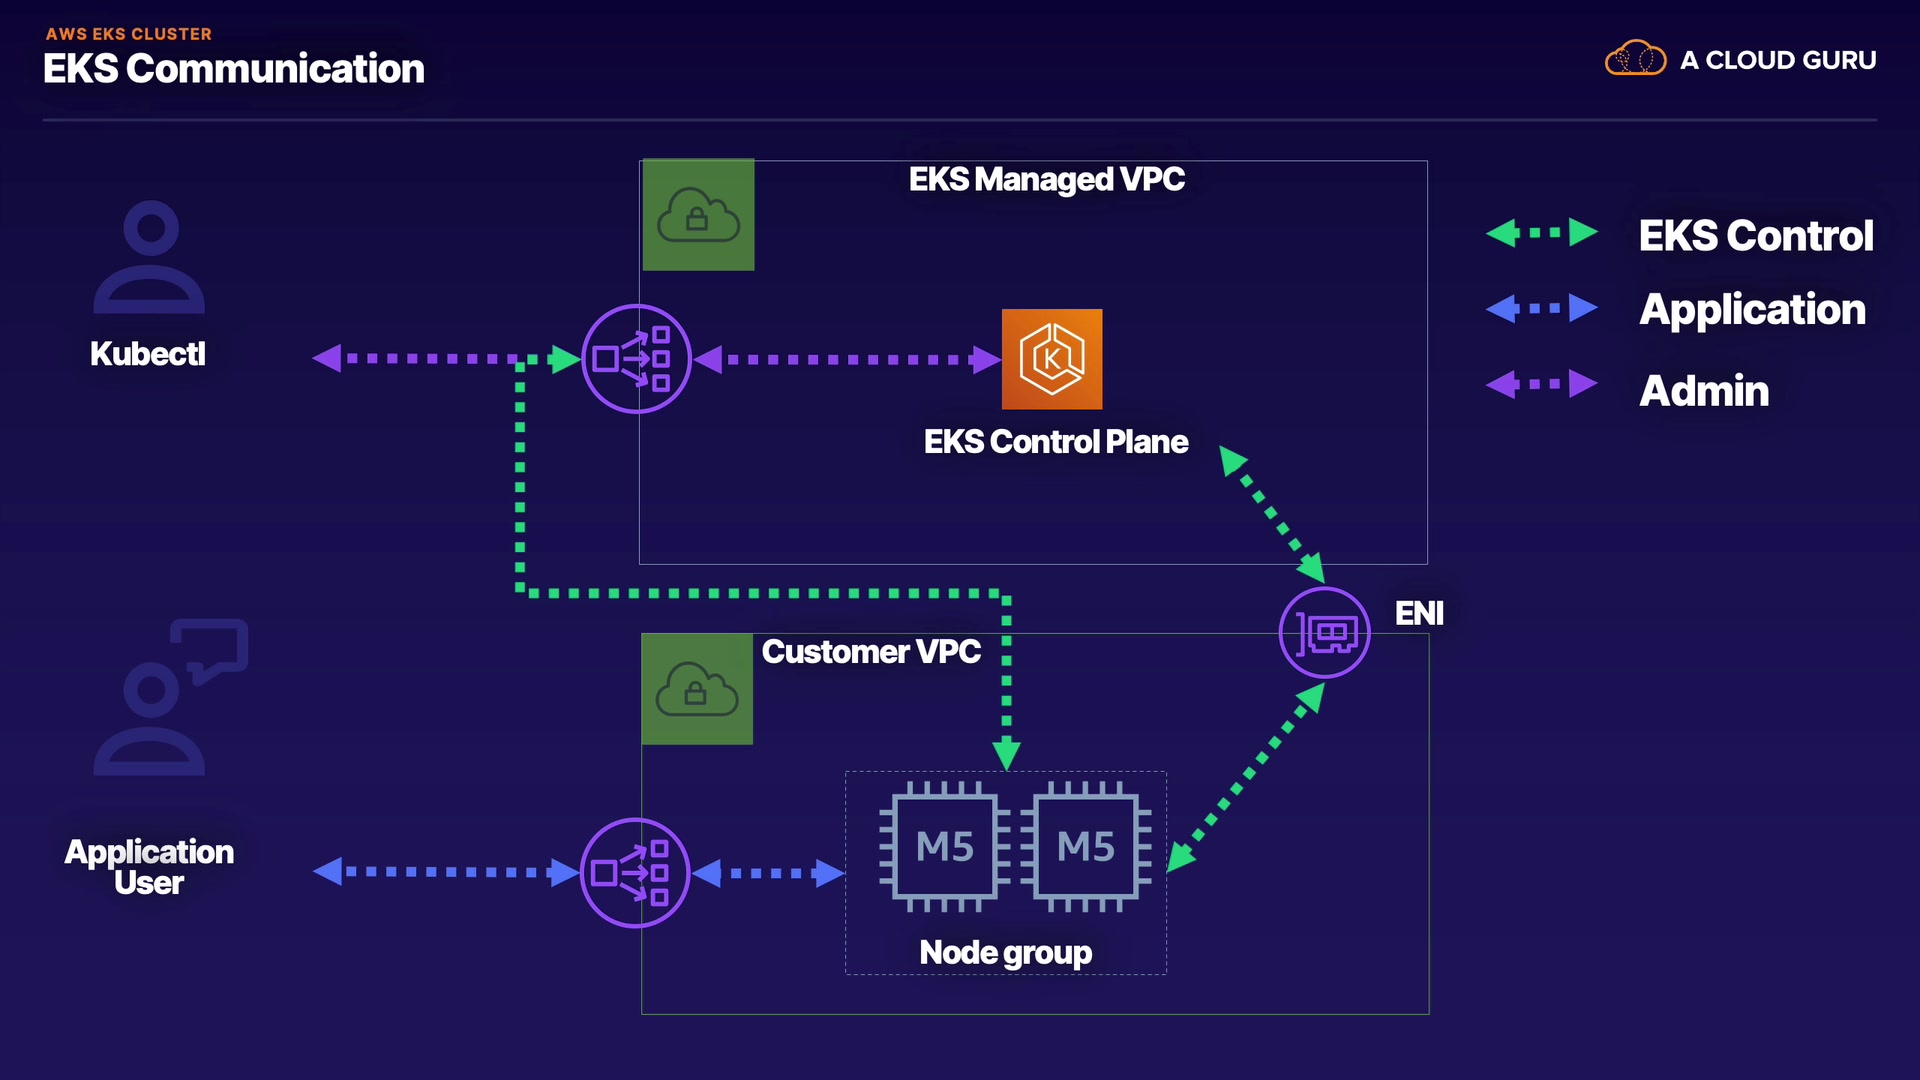 AWS EKS CLUSTER
EKS Communication
A CLOUD GURU
EKS Managed VPC
EKS Control
Application
Admin
Kubectl
K
EKS Control Plane
ENI
Customer VPC
M5
M5
Application
User
Node group